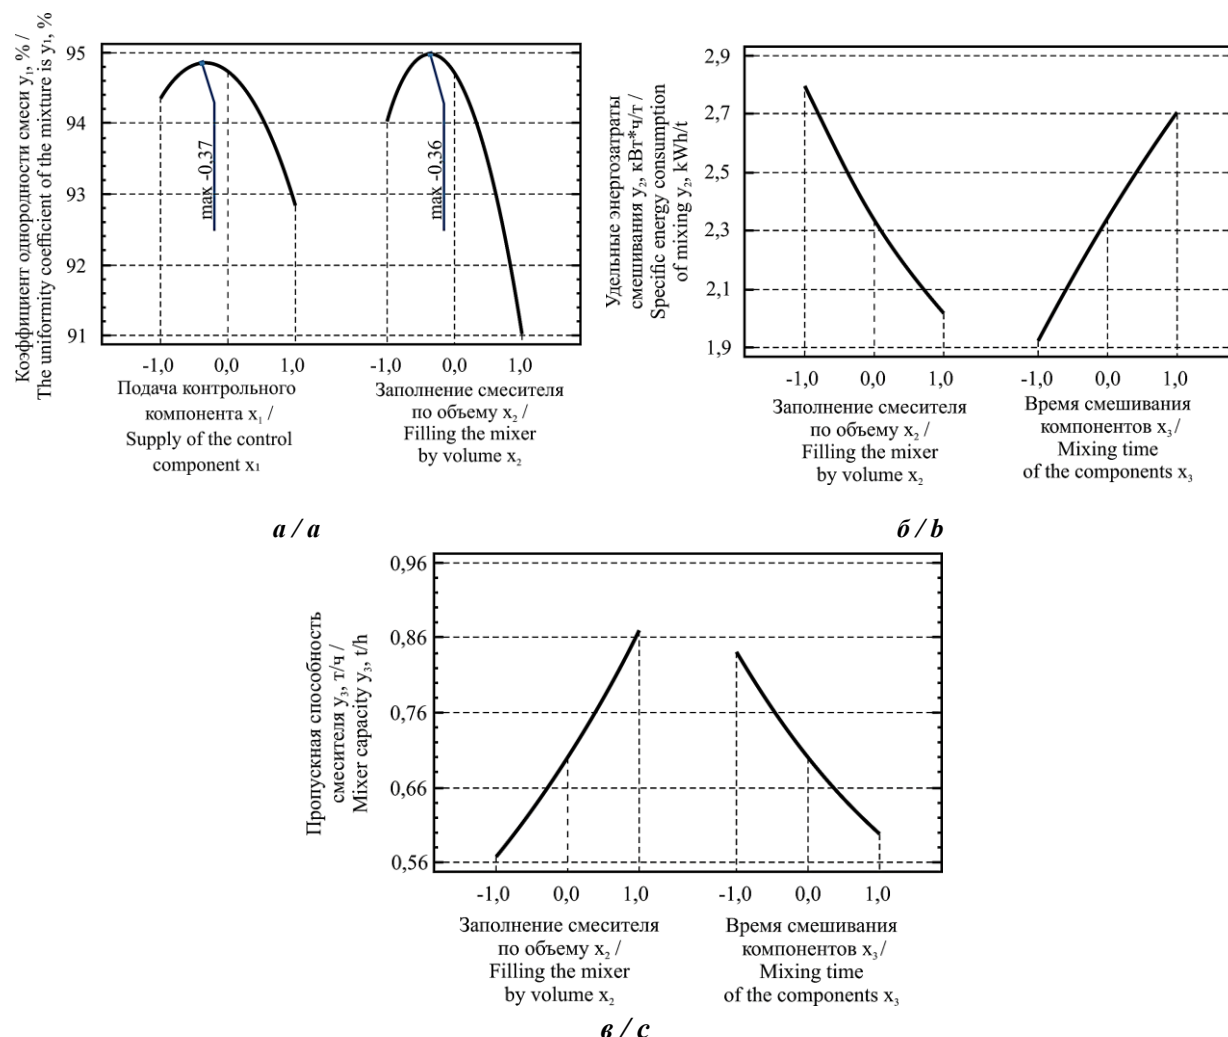 Коэффициент однородности смеси y₁, % /
The uniformity coefficient of the mixture is y₁, %
95
94
93
92
91
max -0,37
max -0,36
-1,0 0,0 1,0 -1,0 0,0 1,0
Подача контрольного
компонента x₁ /
Supply of the control
component x₁
Заполнение смесителя
по объему x₂ /
Filling the mixer
by volume x₂
а / a
Удельные энергозатраты
смешивания y₂, кВт*ч/т /
Specific energy consumption
of mixing y₂, kWh/t
2,9
2,7
2,5
2,3
2,1
1,9
-1,0 0,0 1,0 -1,0 0,0 1,0
Заполнение смесителя
по объему x₂ /
Filling the mixer
by volume x₂
Время смешивания
компонентов x₃ /
Mixing time
of the components x₃
б / b
Пропускная способность
смесителя y₃, т/ч /
Mixer capacity y₃, t/h
0,96
0,86
0,76
0,66
0,56
-1,0 0,0 1,0 -1,0 0,0 1,0
Заполнение смесителя
по объему x₂ /
Filling the mixer
by volume x₂
Время смешивания
компонентов x₃ /
Mixing time
of the components x₃
в / c